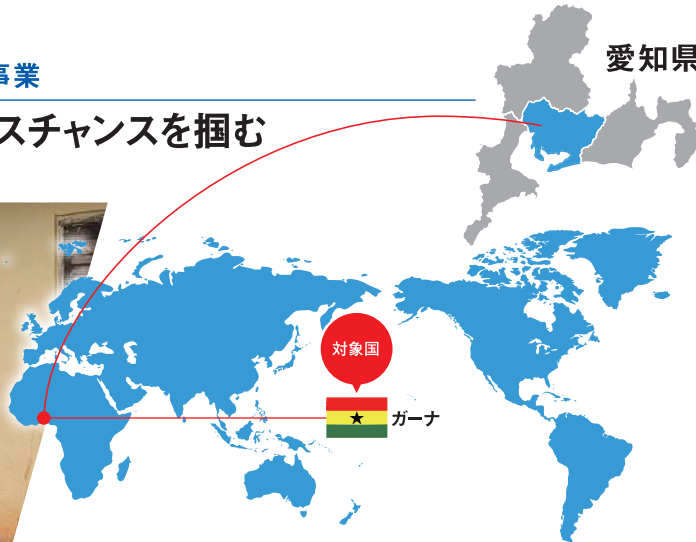 事業
愛知県
スチャンスを掴む
対象国
ガーナ